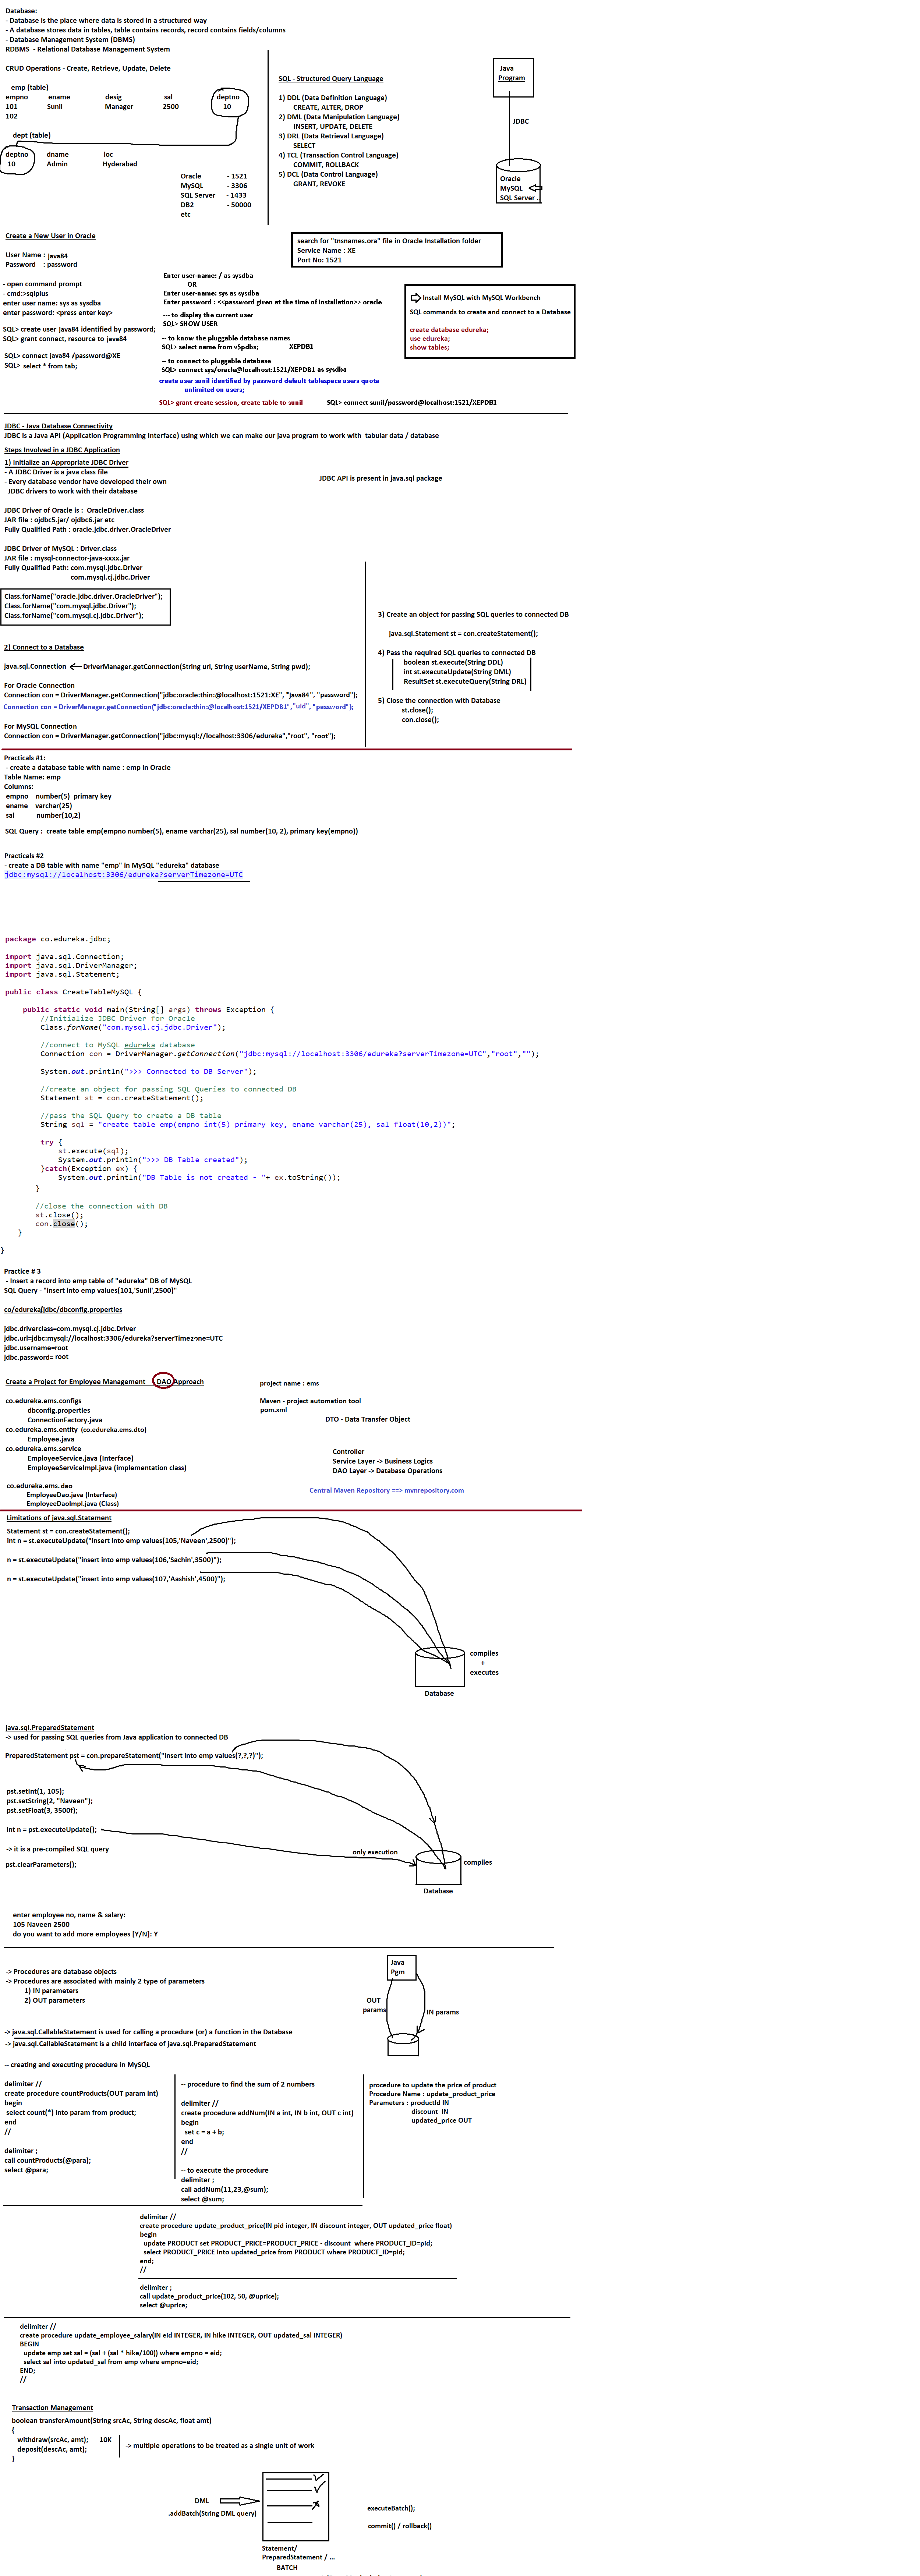 Database:
- Database is the place where data is stored in a structured way
- A database stores data in tables, table contains records, record contains fields/columns
- Database Management System (DBMS)
RDBMS - Relational Database Management System
CRUD Operations - Create, Retrieve, Update, Delete
emp (table)
empno ename desig sal deptno
101 Sunil Manager 2500 10
102
dept (table)
deptno dname loc
10 Admin Hyderabad
Oracle - 1521
MySQL - 3306
SQL Server - 1433
DB2 - 50000
etc
SQL - Structured Query Language
1) DDL (Data Definition Language)
CREATE, ALTER, DROP
2) DML (Data Manipulation Language)
INSERT, UPDATE, DELETE
3) DRL (Data Retrieval Language)
SELECT
4) TCL (Transaction Control Language)
COMMIT, ROLLBACK
5) DCL (Data Control Language)
GRANT, REVOKE
Java
Program
JDBC
Oracle
MySQL
SQL Server .
Create a New User in Oracle
User Name : java84
Password : password
- open command prompt
- cmd:>sqlplus
enter user name: sys as sysdba
enter password: <press enter key>
SQL> create user java84 identified by password;
SQL> grant connect, resource to java84
SQL> connect java84 /password@XE
SQL> select * from tab;
search for "tnsnames.ora" file in Oracle Installation folder
Service Name : XE
Port No: 1521
Enter user-name: / as sysdba
OR
Enter user-name: sys as sysdba
Enter password : <<password given at the time of installation>> oracle
--- to display the current user
SQL> SHOW USER
-- to know the pluggable database names
SQL> select name from v$pdbs; XEPDB1
-- to connect to pluggable database
SQL> connect sys/oracle@localhost:1521/XEPDB1 as sysdba
create user sunil identified by password default tablespace users quota
unlimited on users;
SQL> grant create session, create table to sunil SQL> connect sunil/password@localhost:1521/XEPDB1
Install MySQL with MySQL Workbench
SQL commands to create and connect to a Database
create database edureka;
use edureka;
show tables;
JDBC - Java Database Connectivity
JDBC is a Java API (Application Programming Interface) using which we can make our java program to work with tabular data / database
Steps Involved in a JDBC Application
1) Initialize an Appropriate JDBC Driver
- A JDBC Driver is a java class file
- Every database vendor have developed their own
JDBC drivers to work with their database
JDBC API is present in java.sql package
JDBC Driver of Oracle is : OracleDriver.class
JAR file : ojdbc5.jar/ ojdbc6.jar etc
Fully Qualified Path : oracle.jdbc.driver.OracleDriver
JDBC Driver of MySQL : Driver.class
JAR file : mysql-connector-java-xxxx.jar
Fully Qualified Path: com.mysql.jdbc.Driver
com.mysql.cj.jdbc.Driver
Class.forName("oracle.jdbc.driver.OracleDriver");
Class.forName("com.mysql.jdbc.Driver");
Class.forName("com.mysql.cj.jdbc.Driver");
2) Connect to a Database
java.sql.Connection DriverManager.getConnection(String url, String userName, String pwd);
For Oracle Connection
Connection con = DriverManager.getConnection("jdbc:oracle:thin:@localhost:1521:XE", "java84", "password");
Connection con = DriverManager.getConnection("jdbc:oracle:thin:@localhost:1521/XEPDB1", "uid", "password");
For MySQL Connection
Connection con = DriverManager.getConnection("jdbc:mysql://localhost:3306/edureka","root", "root");
3) Create an object for passing SQL queries to connected DB
java.sql.Statement st = con.createStatement();
4) Pass the required SQL queries to connected DB
boolean st.execute(String DDL)
int st.executeUpdate(String DML)
ResultSet st.executeQuery(String DRL)
5) Close the connection with Database
st.close();
con.close();
Practicals #1:
- create a database table with name : emp in Oracle
Table Name: emp
Columns:
empno number(5) primary key
ename varchar(25)
sal number(10,2)
SQL Query : create table emp(empno number(5), ename varchar(25), sal number(10, 2), primary key(empno))
Practicals #2
- create a DB table with name "emp" in MySQL "edureka" database
jdbc:mysql://localhost:3306/edureka?serverTimezone=UTC
package co.edureka.jdbc;
import java.sql.Connection;
import java.sql.DriverManager;
import java.sql.Statement;
public class CreateTableMySQL {
public static void main(String[] args) throws Exception {
//Initialize JDBC Driver for Oracle
Class.forName("com.mysql.cj.jdbc.Driver");
//connect to MySQL edureka database
Connection con = DriverManager.getConnection("jdbc:mysql://localhost:3306/edureka?serverTimezone=UTC","root","");
System.out.println(">>> Connected to DB Server");
//create an object for passing SQL Queries to connected DB
Statement st = con.createStatement();
//pass the SQL Query to create a DB table
String sql = "create table emp(empno int(5) primary key, ename varchar(25), sal float(10,2))";
try {
st.execute(sql);
System.out.println(">>> DB Table created");
}catch(Exception ex) {
System.out.println("DB Table is not created - "+ ex.toString());
}
//close the connection with DB
st.close();
con.close();
}
}
Practice # 3
- Insert a record into emp table of "edureka" DB of MySQL
SQL Query - "insert into emp values(101,'Sunil',2500)"
co/edureka/jdbc/dbconfig.properties
jdbc.driverclass=com.mysql.cj.jdbc.Driver
jdbc.url=jdbc:mysql://localhost:3306/edureka?serverTimezone=UTC
jdbc.username=root
jdbc.password= root
Create a Project for Employee Management DAO Approach
project name : ems
co.edureka.ems.configs
dbconfig.properties
ConnectionFactory.java
co.edureka.ems.entity (co.edureka.ems.dto)
Employee.java
co.edureka.ems.service
EmployeeService.java (Interface)
EmployeeServiceImpl.java (implementation class)
co.edureka.ems.dao
EmployeeDao.java (Interface)
EmployeeDaoImpl.java (Class)
Maven - project automation tool
pom.xml
DTO - Data Transfer Object
Controller
Service Layer -> Business Logics
DAO Layer -> Database Operations
Central Maven Repository ==> mvnrepository.com
Limitations of java.sql.Statement
Statement st = con.createStatement();
int n = st.executeUpdate("insert into emp values(105,'Naveen',2500)");
n = st.executeUpdate("insert into emp values(106,'Sachin',3500)");
n = st.executeUpdate("insert into emp values(107,'Aashish',4500)");
compiles
+
executes
Database
java.sql.PreparedStatement
-> used for passing SQL queries from Java application to connected DB
PreparedStatement pst = con.prepareStatement("insert into emp values(?,?,?)");
pst.setInt(1, 105);
pst.setString(2, "Naveen");
pst.setFloat(3, 3500f);
int n = pst.executeUpdate();
-> it is a pre-compiled SQL query
pst.clearParameters();
only execution
compiles
Database
enter employee no, name & salary:
105 Naveen 2500
do you want to add more employees [Y/N]: Y
-> Procedures are database objects
-> Procedures are associated with mainly 2 type of parameters
1) IN parameters
2) OUT parameters
Java
Pgm
OUT
params
IN params
-> java.sql.CallableStatement is used for calling a procedure (or) a function in the Database
-> java.sql.CallableStatement is a child interface of java.sql.PreparedStatement
-- creating and executing procedure in MySQL
delimiter //
create procedure countProducts(OUT param int)
begin
select count(*) into param from product;
end
//
delimiter ;
call countProducts(@para);
select @para;
-- procedure to find the sum of 2 numbers
delimiter //
create procedure addNum(IN a int, IN b int, OUT c int)
begin
set c = a + b;
end
//
-- to execute the procedure
delimiter ;
call addNum(11,23,@sum);
select @sum;
procedure to update the price of product
Procedure Name : update_product_price
Parameters : productId IN
discount IN
updated_price OUT
delimiter //
create procedure update_product_price(IN pid integer, IN discount integer, OUT updated_price float)
begin
update PRODUCT set PRODUCT_PRICE=PRODUCT_PRICE - discount where PRODUCT_ID=pid;
select PRODUCT_PRICE into updated_price from PRODUCT where PRODUCT_ID=pid;
end;
//
delimiter ;
call update_product_price(102, 50, @uprice);
select @uprice;
delimiter //
create procedure update_employee_salary(IN eid INTEGER, IN hike INTEGER, OUT updated_sal INTEGER)
BEGIN
update emp set sal = (sal + (sal * hike/100)) where empno = eid;
select sal into updated_sal from emp where empno=eid;
END;
//
Transaction Management
boolean transferAmount(String srcAc, String descAc, float amt)
{
withdraw(srcAc, amt); 10K
deposit(descAc, amt);
}
-> multiple operations to be treated as a single unit of work
DML
.addBatch(String DML query)
executeBatch();
commit() / rollback()
Statement/
PreparedStatement / ...
BATCH